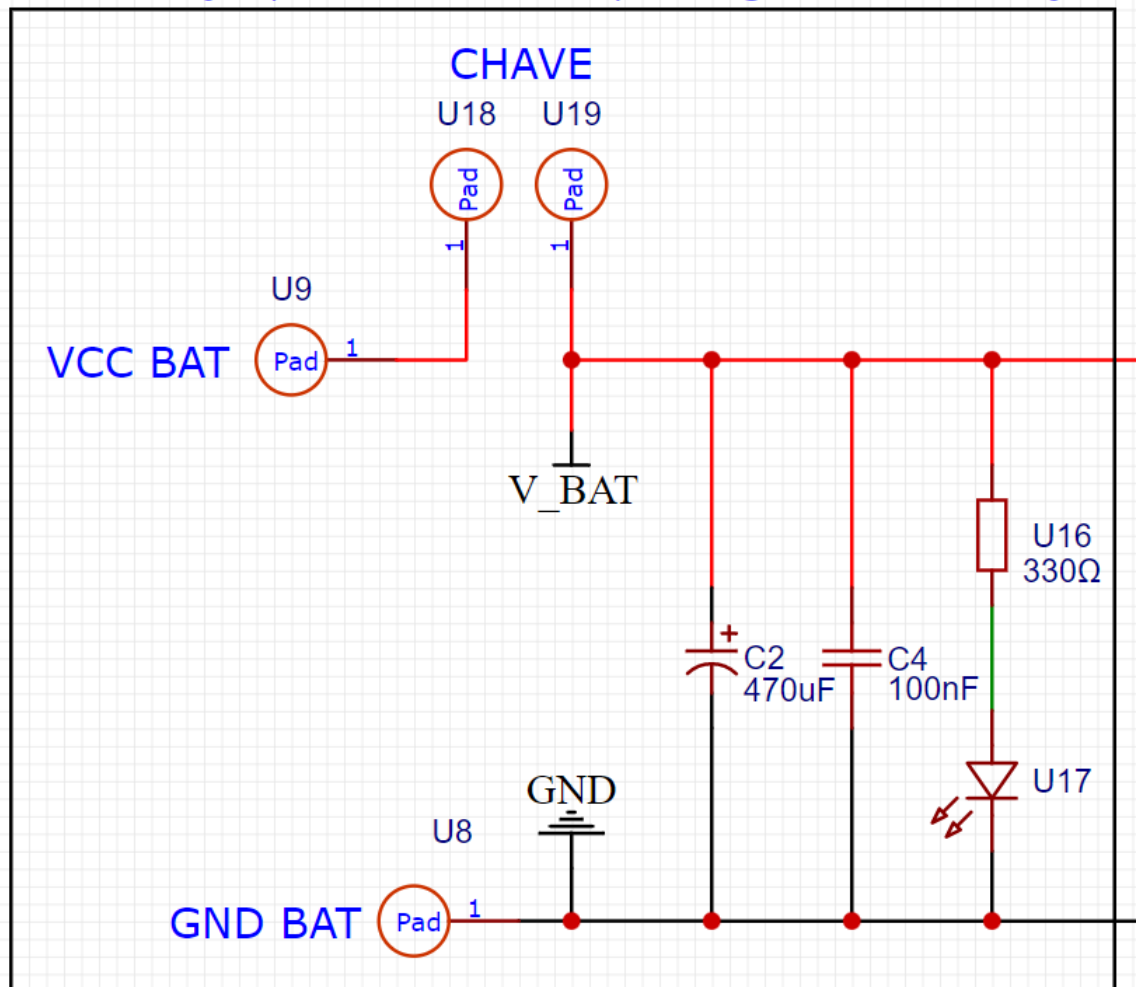 CHAVE
U18 U19
Pad Pad
1 1
U9
VCC BAT Pad 1
V_BAT
U16
330Ω
+
C2 C4
470uF 100nF
GND
U17
U8
GND BAT Pad 1